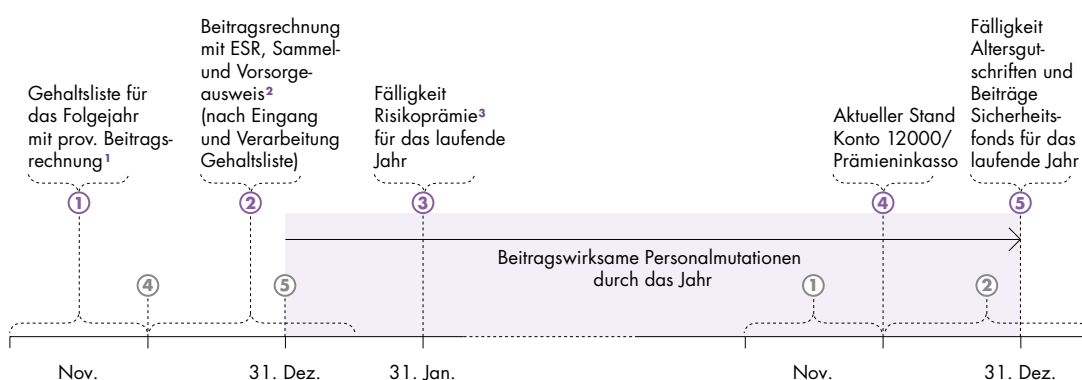 Gehaltsliste für
das Folgejahr
mit prov. Beitrags-
rechnung¹
Beitragsrechnung
mit ESR, Sammel-
und Vorsorge-
ausweis²
(nach Eingang
und Verarbeitung
Gehaltsliste)
Fälligkeit
Risikoprämie³
für das laufende
Jahr
Aktueller Stand
Konto 12000/
Prämieninkasso
Fälligkeit
Altersgut-
schriften und
Beiträge
Sicherheits-
fonds für das
laufende Jahr
1
2
3
4
5
Beitragswirksame Personalmutationen
durch das Jahr
4
5
1
2
Nov.
31. Dez.
31. Jan.
Nov.
31. Dez.